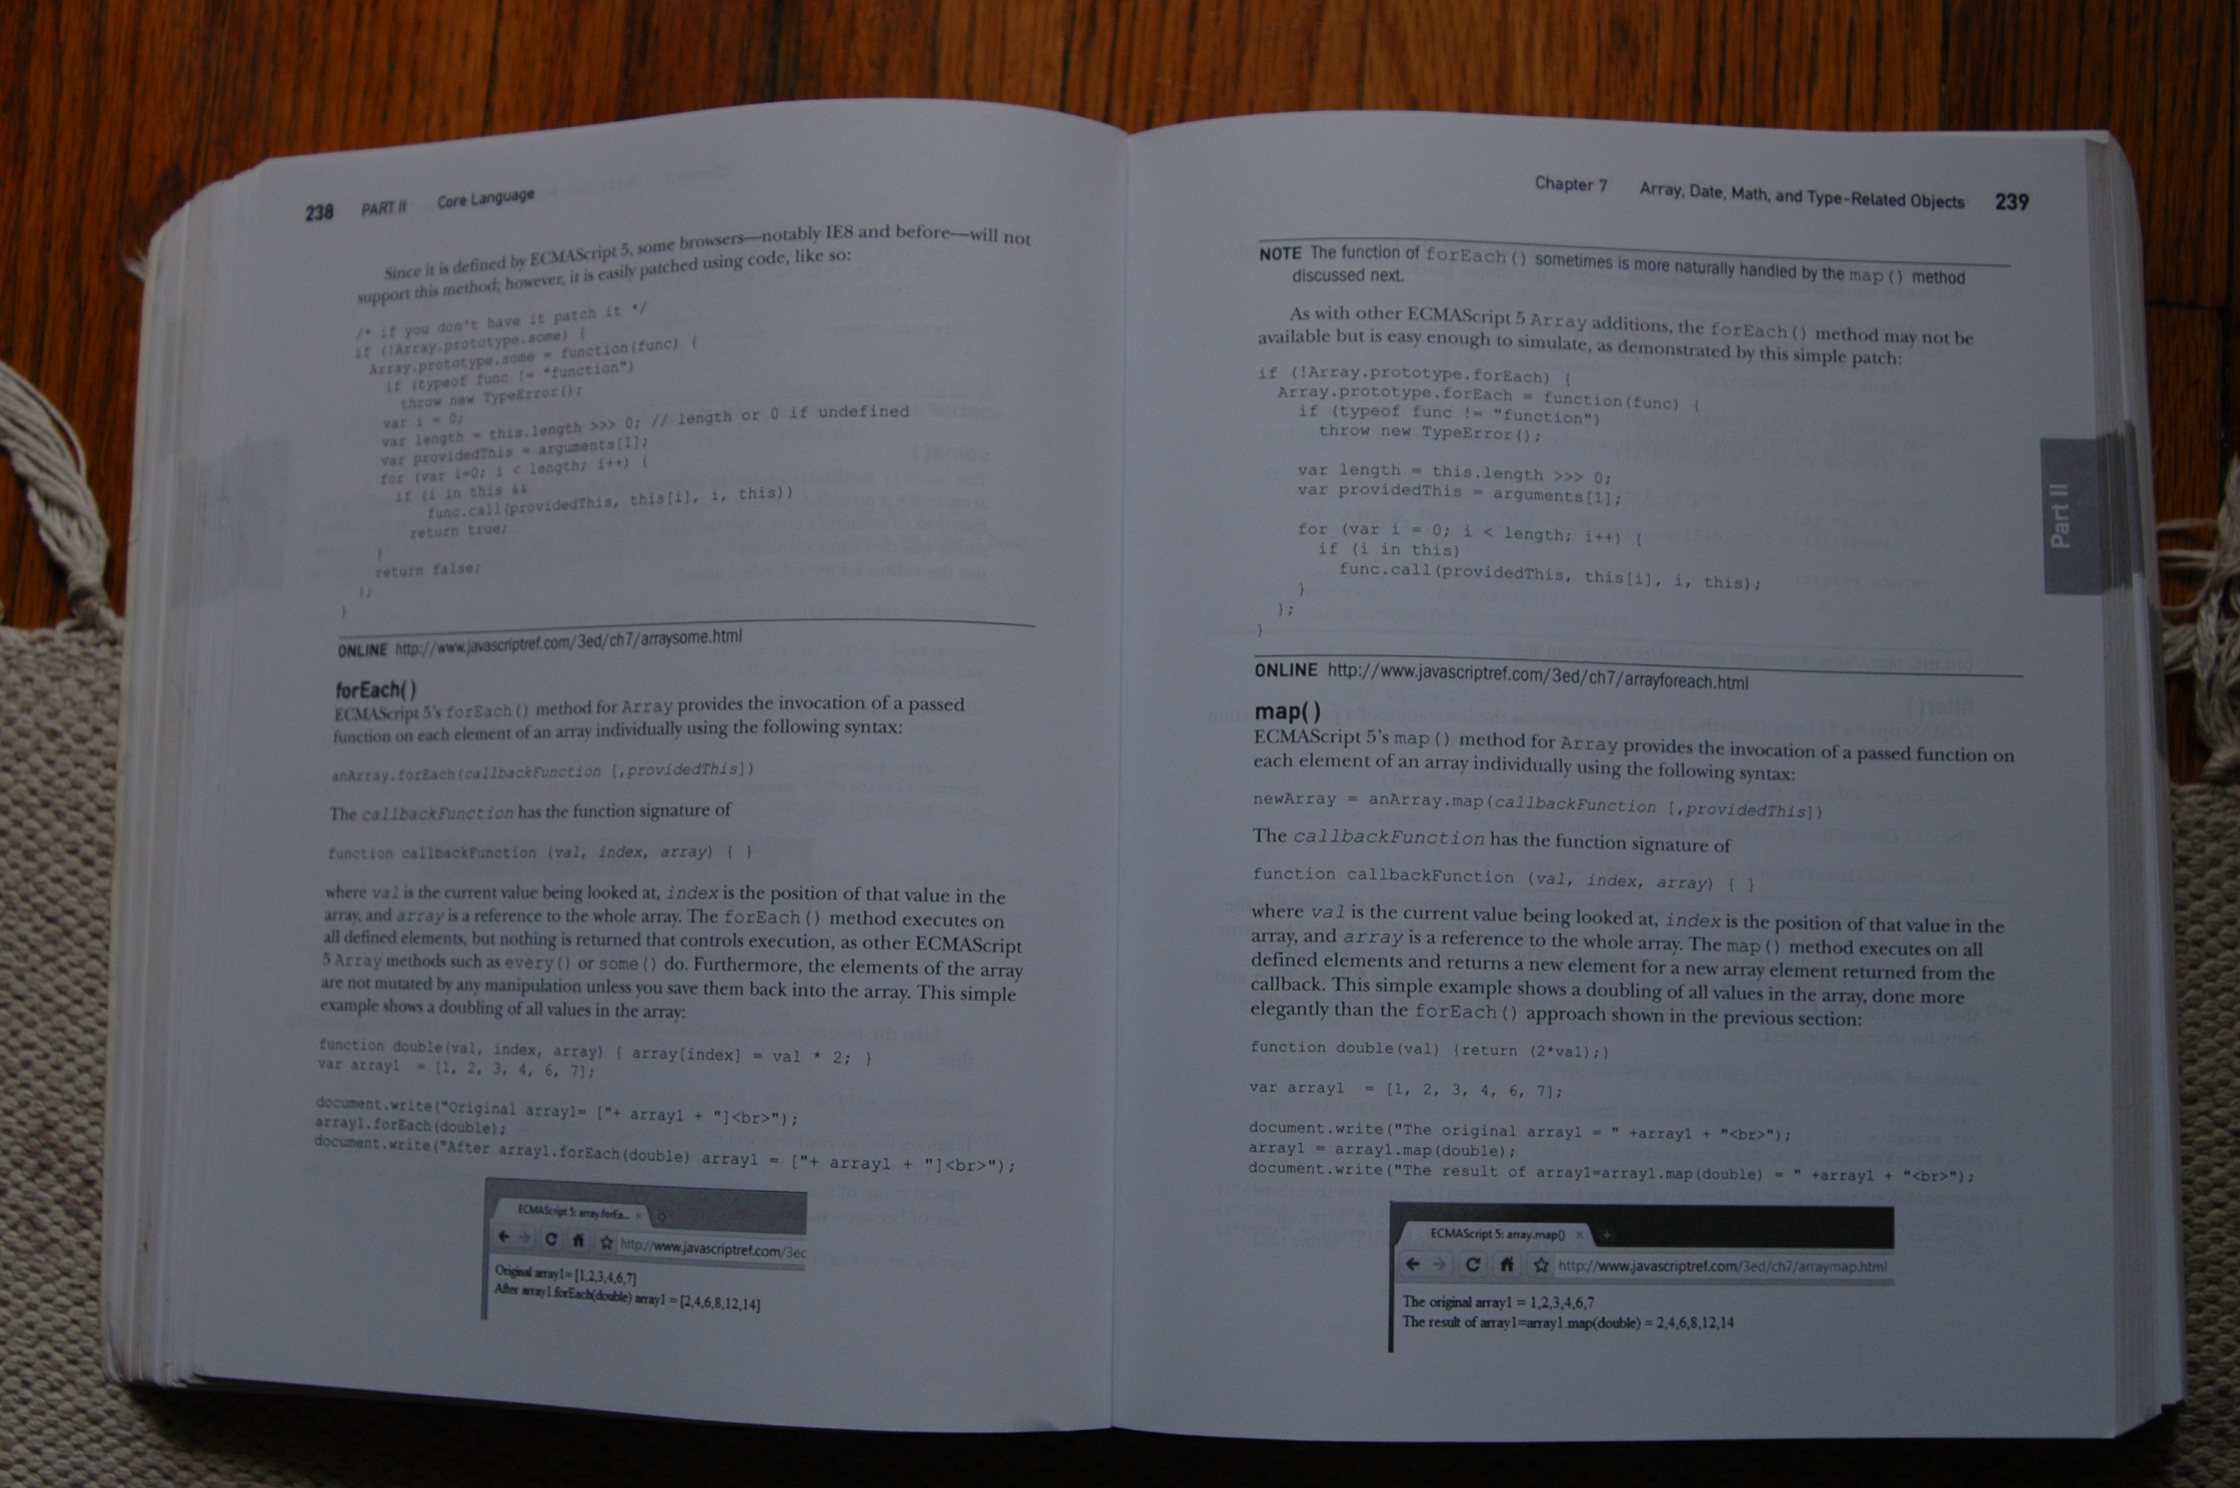 238 PART II Core Language
Since it is defined by ECMAScript 5, some browsers—notably IE8 and before—will not
support this method; however, it is easily patched using code, like so:
/* if you don't have it patch it */
if (!Array.prototype.some) {
Array.prototype.some = function(func) {
if (typeof func != "function")
throw new TypeError();
var i = 0;
var length = this.length >>> 0; // length or 0 if undefined
var providedThis = arguments[1];
for (var i=0; i < length; i++) {
if (i in this &&
func.call(providedThis, this[i], i, this))
return true;
}
return false;
};
}
ONLINE http://www.javascriptref.com/3ed/ch7/arraysome.html
forEach()
ECMAScript 5's forEach() method for Array provides the invocation of a passed
function on each element of an array individually using the following syntax:
anArray.forEach(callbackFunction [,providedThis])
The callbackFunction has the function signature of
function callbackFunction (val, index, array) { }
where val is the current value being looked at, index is the position of that value in the
array, and array is a reference to the whole array. The forEach() method executes on
all defined elements, but nothing is returned that controls execution, as other ECMAScript
5 Array methods such as every() or some() do. Furthermore, the elements of the array
are not mutated by any manipulation unless you save them back into the array. This simple
example shows a doubling of all values in the array:
function double(val, index, array) { array[index] = val * 2; }
var array1 = [1, 2, 3, 4, 6, 7];
document.write("Original array1= ["+ array1 + "]<br>");
array1.forEach(double);
document.write("After array1.forEach(double) array1 = ["+ array1 + "]<br>");
ECMAScript 5: array.forEa... ×
http://www.javascriptref.com/3ec
Original array1= [1,2,3,4,6,7]
After array1.forEach(double) array1 = [2,4,6,8,12,14]
Chapter 7 Array, Date, Math, and Type-Related Objects 239
NOTE The function of forEach() sometimes is more naturally handled by the map() method
discussed next.
As with other ECMAScript 5 Array additions, the forEach() method may not be
available but is easy enough to simulate, as demonstrated by this simple patch:
if (!Array.prototype.forEach) {
Array.prototype.forEach = function(func) {
if (typeof func != "function")
throw new TypeError();
var length = this.length >>> 0;
var providedThis = arguments[1];
for (var i = 0; i < length; i++) {
if (i in this)
func.call(providedThis, this[i], i, this);
}
};
}
Part II
ONLINE http://www.javascriptref.com/3ed/ch7/arrayforeach.html
map()
ECMAScript 5's map() method for Array provides the invocation of a passed function on
each element of an array individually using the following syntax:
newArray = anArray.map(callbackFunction [,providedThis])
The callbackFunction has the function signature of
function callbackFunction (val, index, array) { }
where val is the current value being looked at, index is the position of that value in the
array, and array is a reference to the whole array. The map() method executes on all
defined elements and returns a new element for a new array element returned from the
callback. This simple example shows a doubling of all values in the array, done more
elegantly than the forEach() approach shown in the previous section:
function double(val) {return (2*val);}
var array1 = [1, 2, 3, 4, 6, 7];
document.write("The original array1 = " +array1 + "<br>");
array1 = array1.map(double);
document.write("The result of array1=array1.map(double) = " +array1 + "<br>");
ECMAScript 5: array.map() × +
http://www.javascriptref.com/3ed/ch7/arraymap.html
The original array1 = 1,2,3,4,6,7
The result of array1=array1.map(double) = 2,4,6,8,12,14